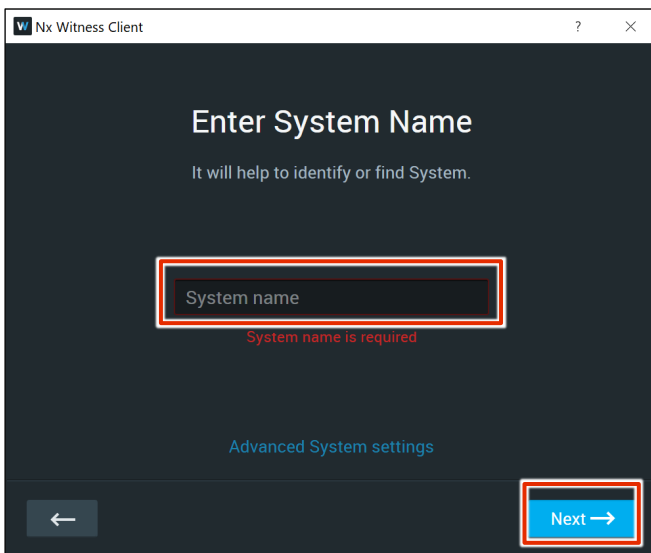 Nx Witness Client
Enter System Name
It will help to identify or find System.
System name
System name is required
Advanced System settings
Next